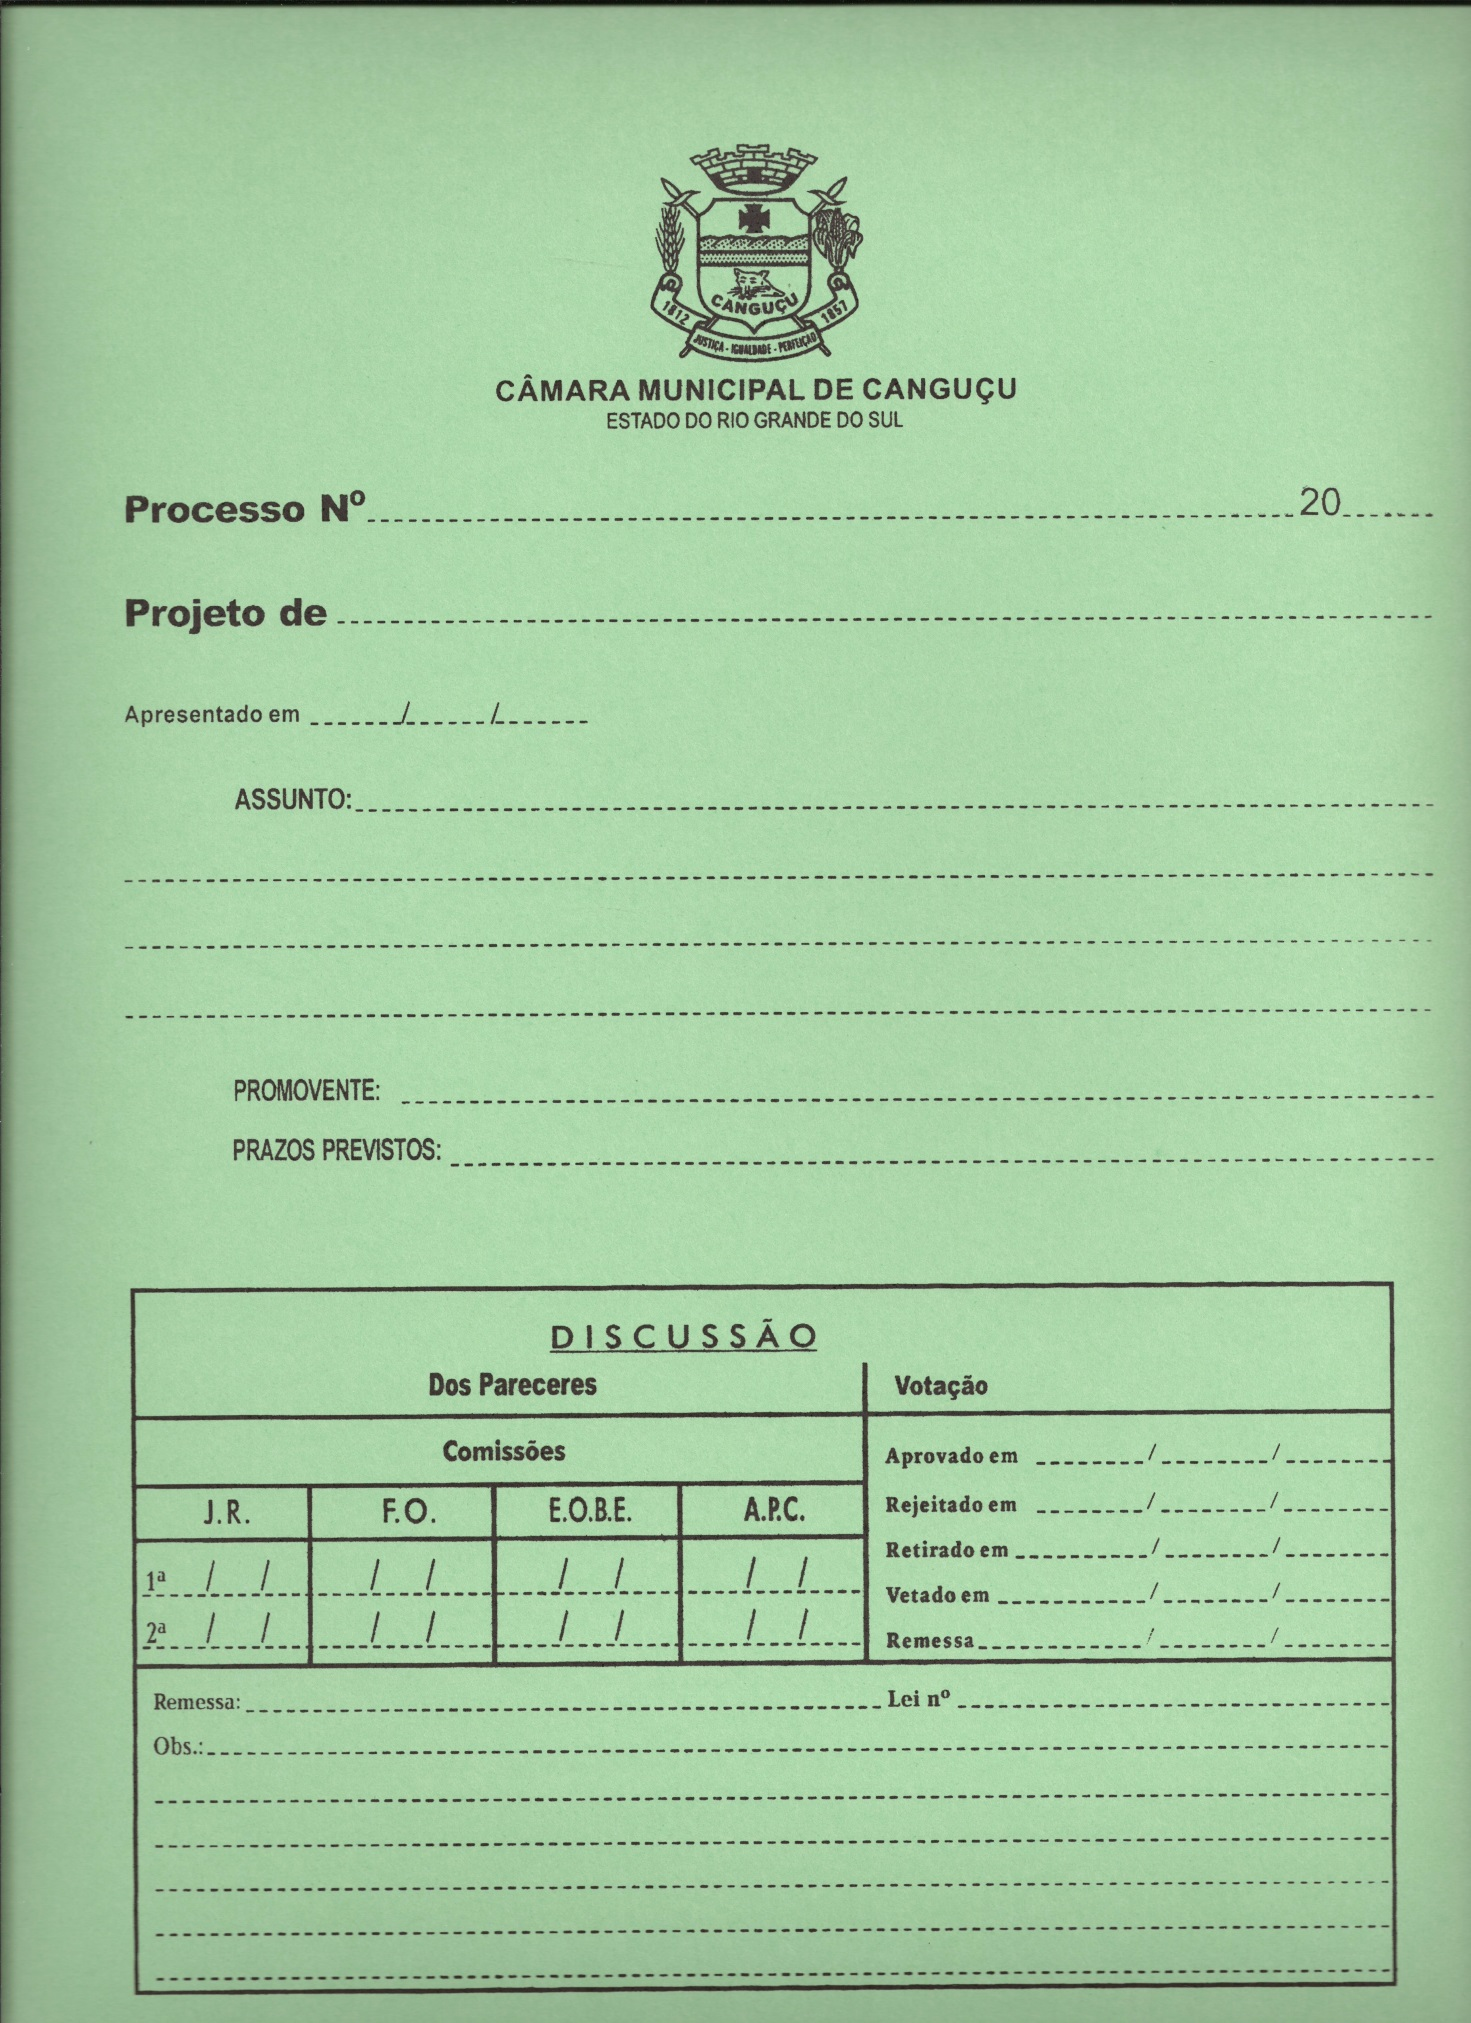 CANGUÇU
1812
1857
JUSTIÇA - IGUALDADE - PERFEIÇÃO
CÂMARA MUNICIPAL DE CANGUÇU
ESTADO DO RIO GRANDE DO SUL
Processo Nº 20
Projeto de
Apresentado em / /
ASSUNTO:
PROMOVENTE:
PRAZOS PREVISTOS:
DISCUSSÃO
Dos Pareceres Votação
Comissões
J.R. F.O. E.O.B.E. A.P.C.
1ª / / / / / / / /
2ª / / / / / / / /
Aprovado em / /
Rejeitado em / /
Retirado em / /
Vetado em / /
Remessa / /
Remessa: Lei nº
Obs.: